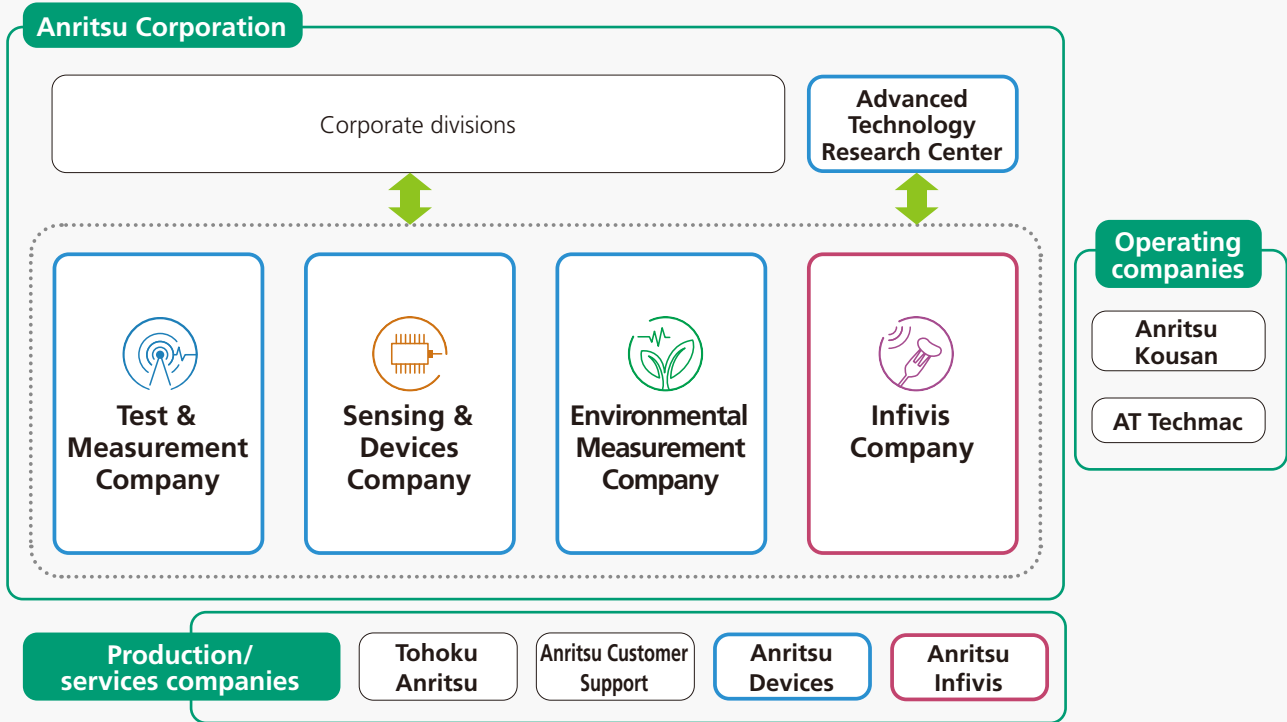 Anritsu Corporation
Corporate divisions
Advanced
Technology
Research Center
Test &
Measurement
Company
Sensing &
Devices
Company
Environmental
Measurement
Company
Infivis
Company
Operating
companies
Anritsu
Kousan
AT Techmac
Production/
services companies
Tohoku
Anritsu
Anritsu Customer
Support
Anritsu
Devices
Anritsu
Infivis